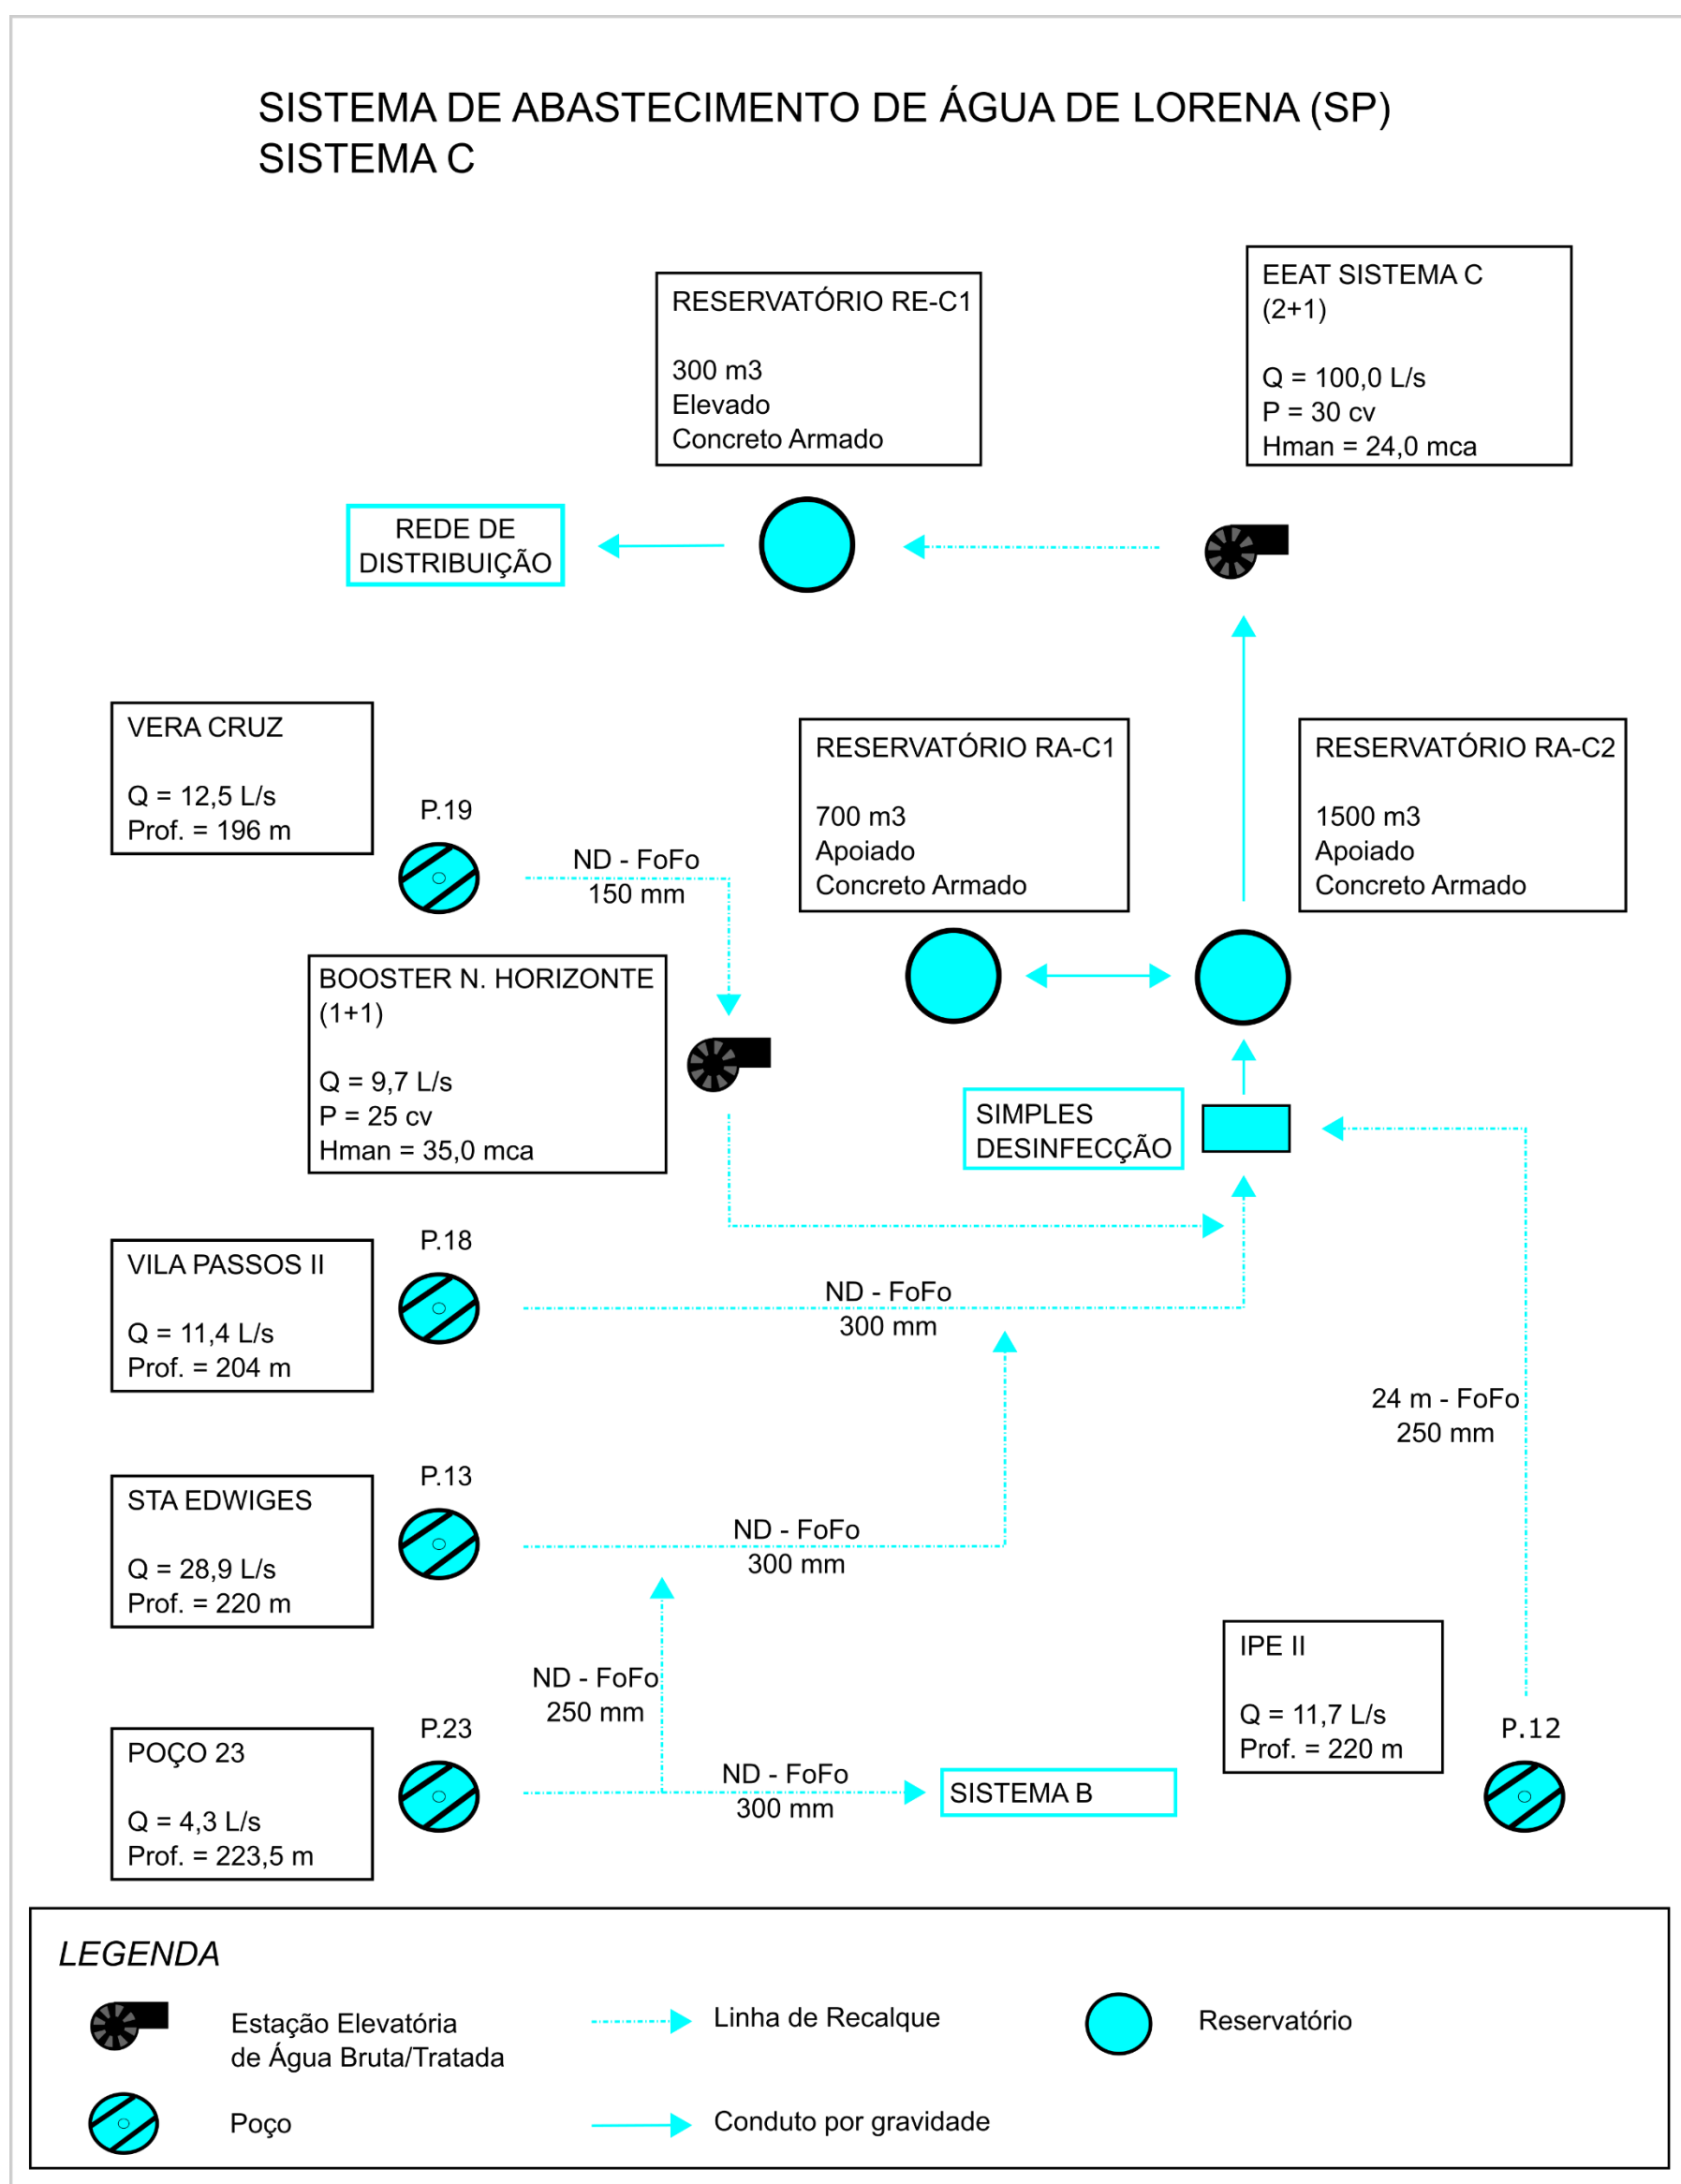 SISTEMA DE ABASTECIMENTO DE ÁGUA DE LORENA (SP)
SISTEMA C
EEAT SISTEMA C
(2+1)
Q = 100,0 L/s
P = 30 cv
Hman = 24,0 mca
RESERVATÓRIO RE-C1
300 m3
Elevado
Concreto Armado
REDE DE
DISTRIBUIÇÃO
VERA CRUZ
Q = 12,5 L/s
Prof. = 196 m
P.19
ND - FoFo
150 mm
RESERVATÓRIO RA-C1
700 m3
Apoiado
Concreto Armado
RESERVATÓRIO RA-C2
1500 m3
Apoiado
Concreto Armado
BOOSTER N. HORIZONTE
(1+1)
Q = 9,7 L/s
P = 25 cv
Hman = 35,0 mca
SIMPLES
DESINFECÇÃO
VILA PASSOS II
Q = 11,4 L/s
Prof. = 204 m
P.18
ND - FoFo
300 mm
24 m - FoFo
250 mm
STA EDWIGES
Q = 28,9 L/s
Prof. = 220 m
P.13
ND - FoFo
300 mm
ND - FoFo
250 mm
IPE II
Q = 11,7 L/s
Prof. = 220 m
P.12
POÇO 23
Q = 4,3 L/s
Prof. = 223,5 m
P.23
ND - FoFo
300 mm
SISTEMA B
LEGENDA
Estação Elevatória
de Água Bruta/Tratada
Linha de Recalque
Reservatório
Poço
Conduto por gravidade